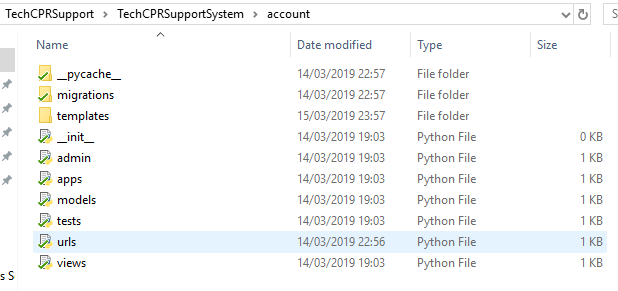 TechCPRSupport > TechCPRSupportSystem > account
Name Date modified Type Size
__pycache__ 14/03/2019 22:57 File folder
migrations 14/03/2019 22:57 File folder
templates 15/03/2019 23:57 File folder
__init__ 14/03/2019 19:03 Python File 0 KB
admin 14/03/2019 19:03 Python File 1 KB
apps 14/03/2019 19:03 Python File 1 KB
models 14/03/2019 19:03 Python File 1 KB
tests 14/03/2019 19:03 Python File 1 KB
urls 14/03/2019 22:56 Python File 1 KB
views 14/03/2019 19:03 Python File 1 KB
s S